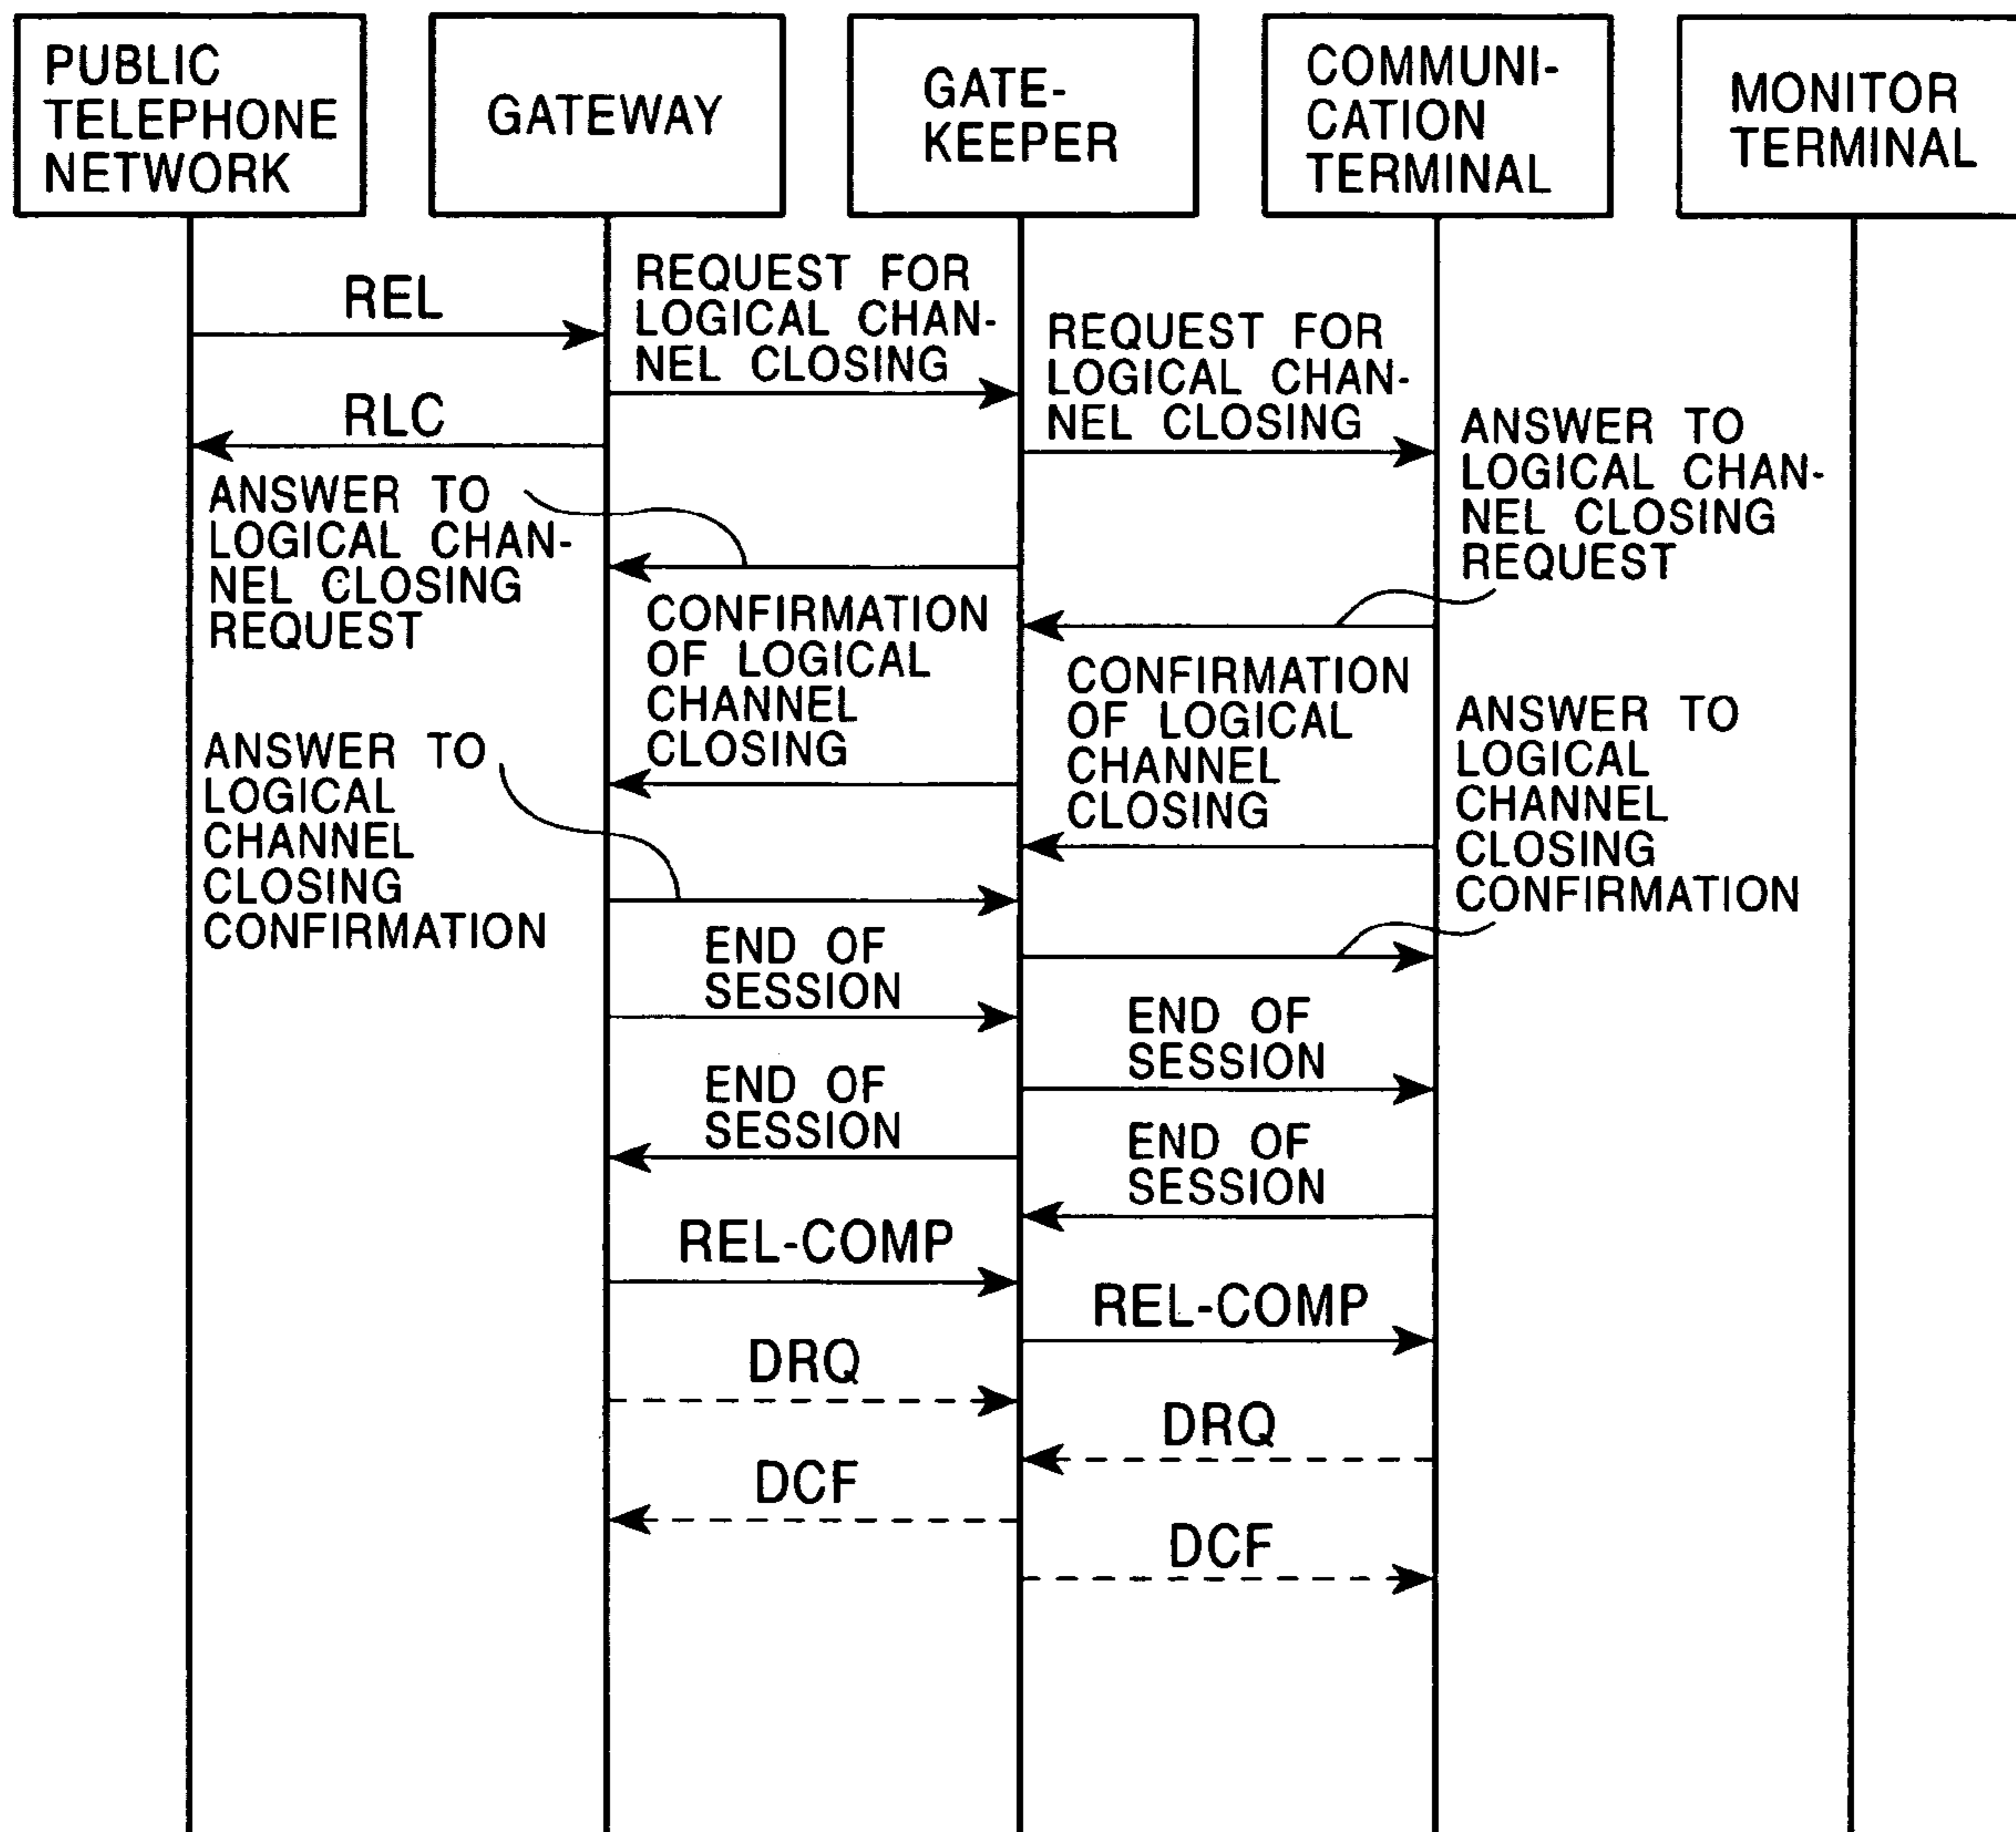 PUBLIC
TELEPHONE
NETWORK
GATEWAY
GATE-
KEEPER
COMMUNI-
CATION
TERMINAL
MONITOR
TERMINAL
REL
REQUEST FOR
LOGICAL CHAN-
NEL CLOSING
REQUEST FOR
LOGICAL CHAN-
NEL CLOSING
RLC
ANSWER TO
LOGICAL CHAN-
NEL CLOSING
REQUEST
ANSWER TO
LOGICAL CHAN-
NEL CLOSING
REQUEST
CONFIRMATION
OF LOGICAL
CHANNEL
CLOSING
CONFIRMATION
OF LOGICAL
CHANNEL
CLOSING
ANSWER TO
LOGICAL
CHANNEL
CLOSING
CONFIRMATION
ANSWER TO
LOGICAL
CHANNEL
CLOSING
CONFIRMATION
END OF
SESSION
END OF
SESSION
END OF
SESSION
END OF
SESSION
REL-COMP
REL-COMP
DRQ
DRQ
DCF
DCF